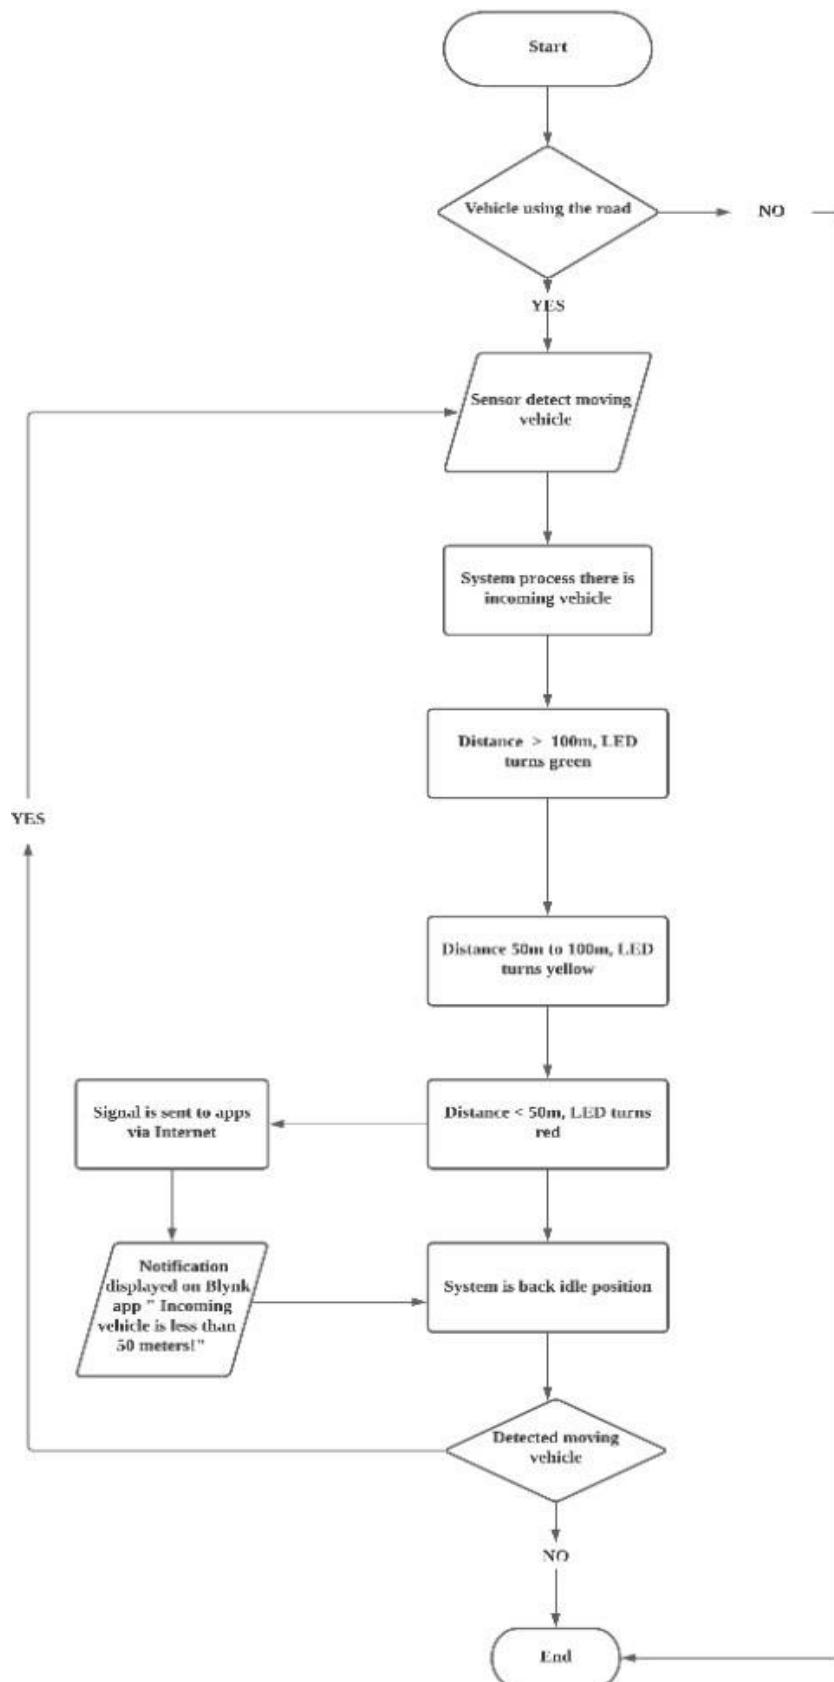 Start
Vehicle using the road
NO
YES
Sensor detect moving
vehicle
System process there is
incoming vehicle
Distance > 100m, LED
turns green
YES
Distance 50m to 100m, LED
turns yellow
Signal is sent to apps
via Internet
Distance < 50m, LED turns
red
Notification
displayed on Blynk
app " Incoming
vehicle is less than
50 meters!"
System is back idle position
Detected moving
vehicle
NO
End